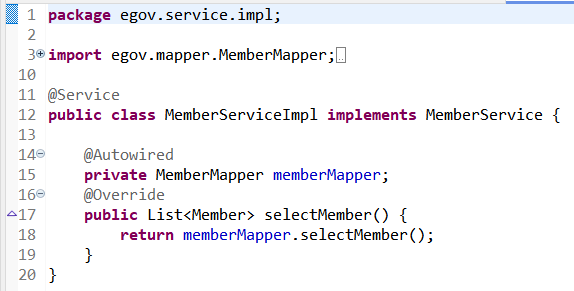 1 package egov.service.impl;
2
3 import egov.mapper.MemberMapper;
10
11 @Service
12 public class MemberServiceImpl implements MemberService {
13
14     @Autowired
15     private MemberMapper memberMapper;
16     @Override
17     public List<Member> selectMember() {
18         return memberMapper.selectMember();
19     }
20 }